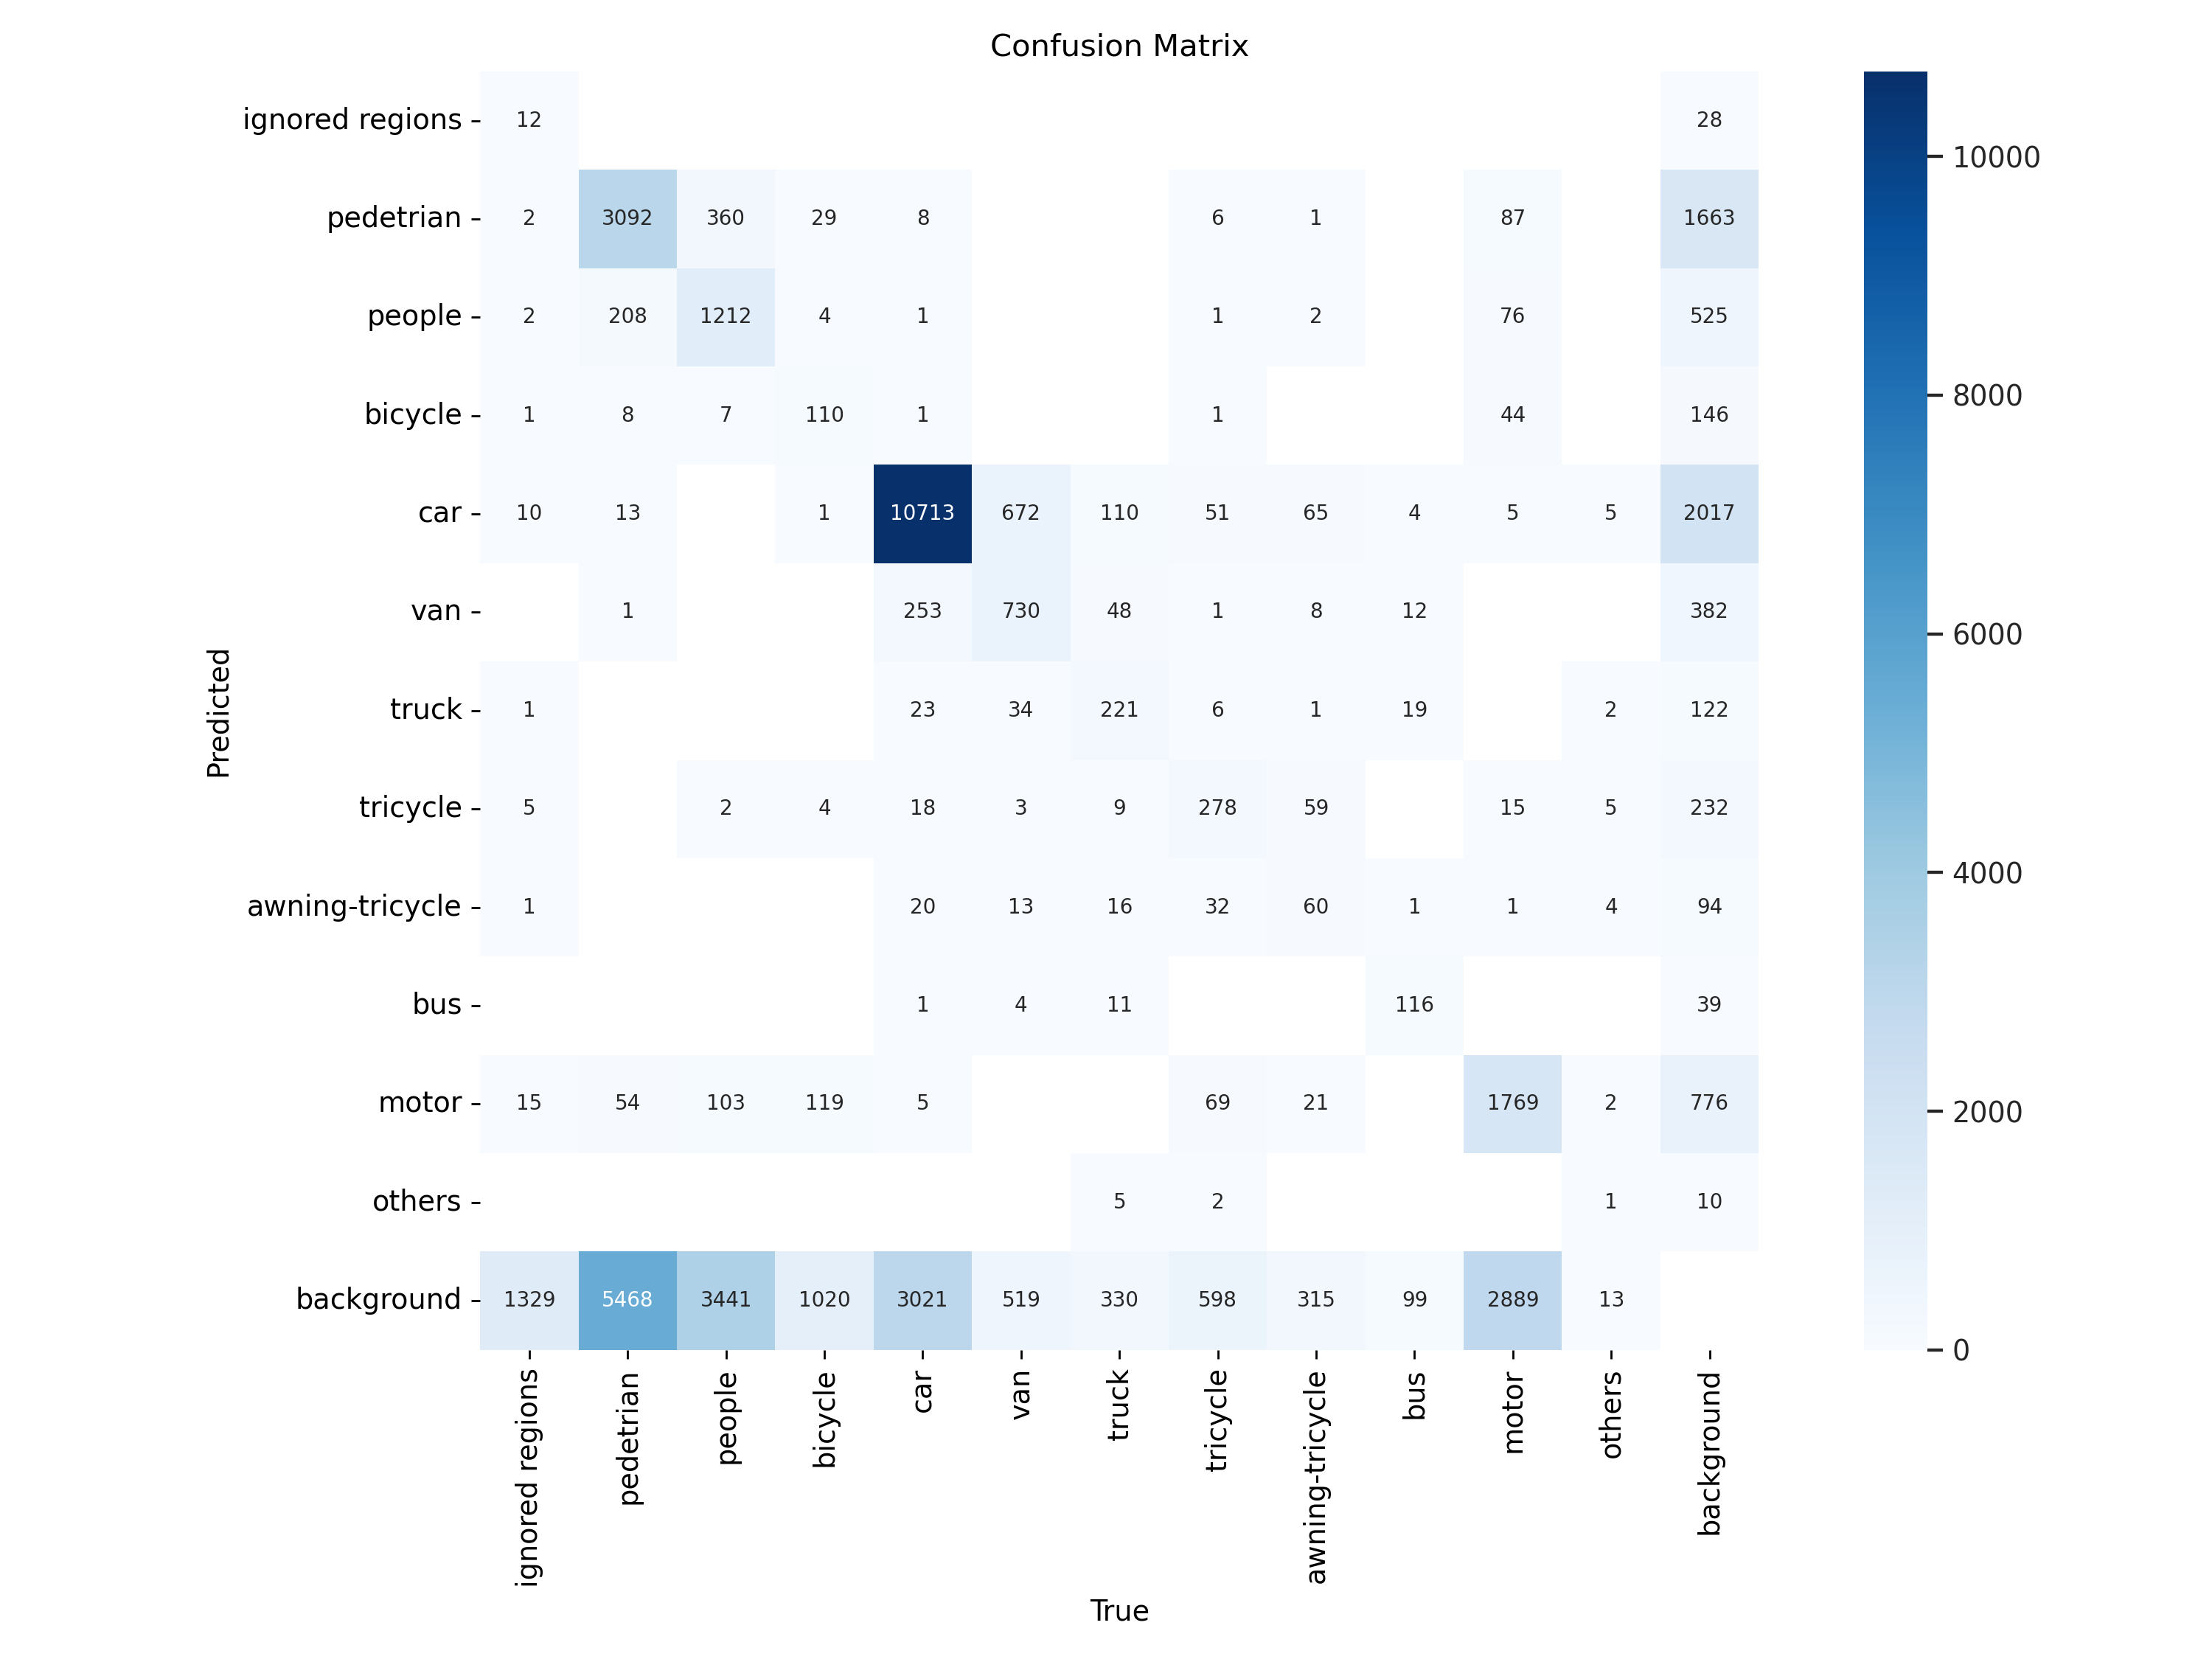 Confusion Matrix
ignored regions 12 28
pedetrian 2 3092 360 29 8 6 1 87 1663
people 2 208 1212 4 1 1 2 76 525
bicycle 1 8 7 110 1 1 44 146
car 10 13 1 10713 672 110 51 65 4 5 5 2017
van 1 253 730 48 1 8 12 382
truck 1 23 34 221 6 1 19 2 122
tricycle 5 2 4 18 3 9 278 59 15 5 232
awning-tricycle 1 20 13 16 32 60 1 1 4 94
bus 1 4 11 116 39
motor 15 54 103 119 5 69 21 1769 2 776
others 5 2 1 10
background 1329 5468 3441 1020 3021 519 330 598 315 99 2889 13
ignored regions pedetrian people bicycle car van truck tricycle awning-tricycle bus motor others background
True
Predicted
10000
8000
6000
4000
2000
0